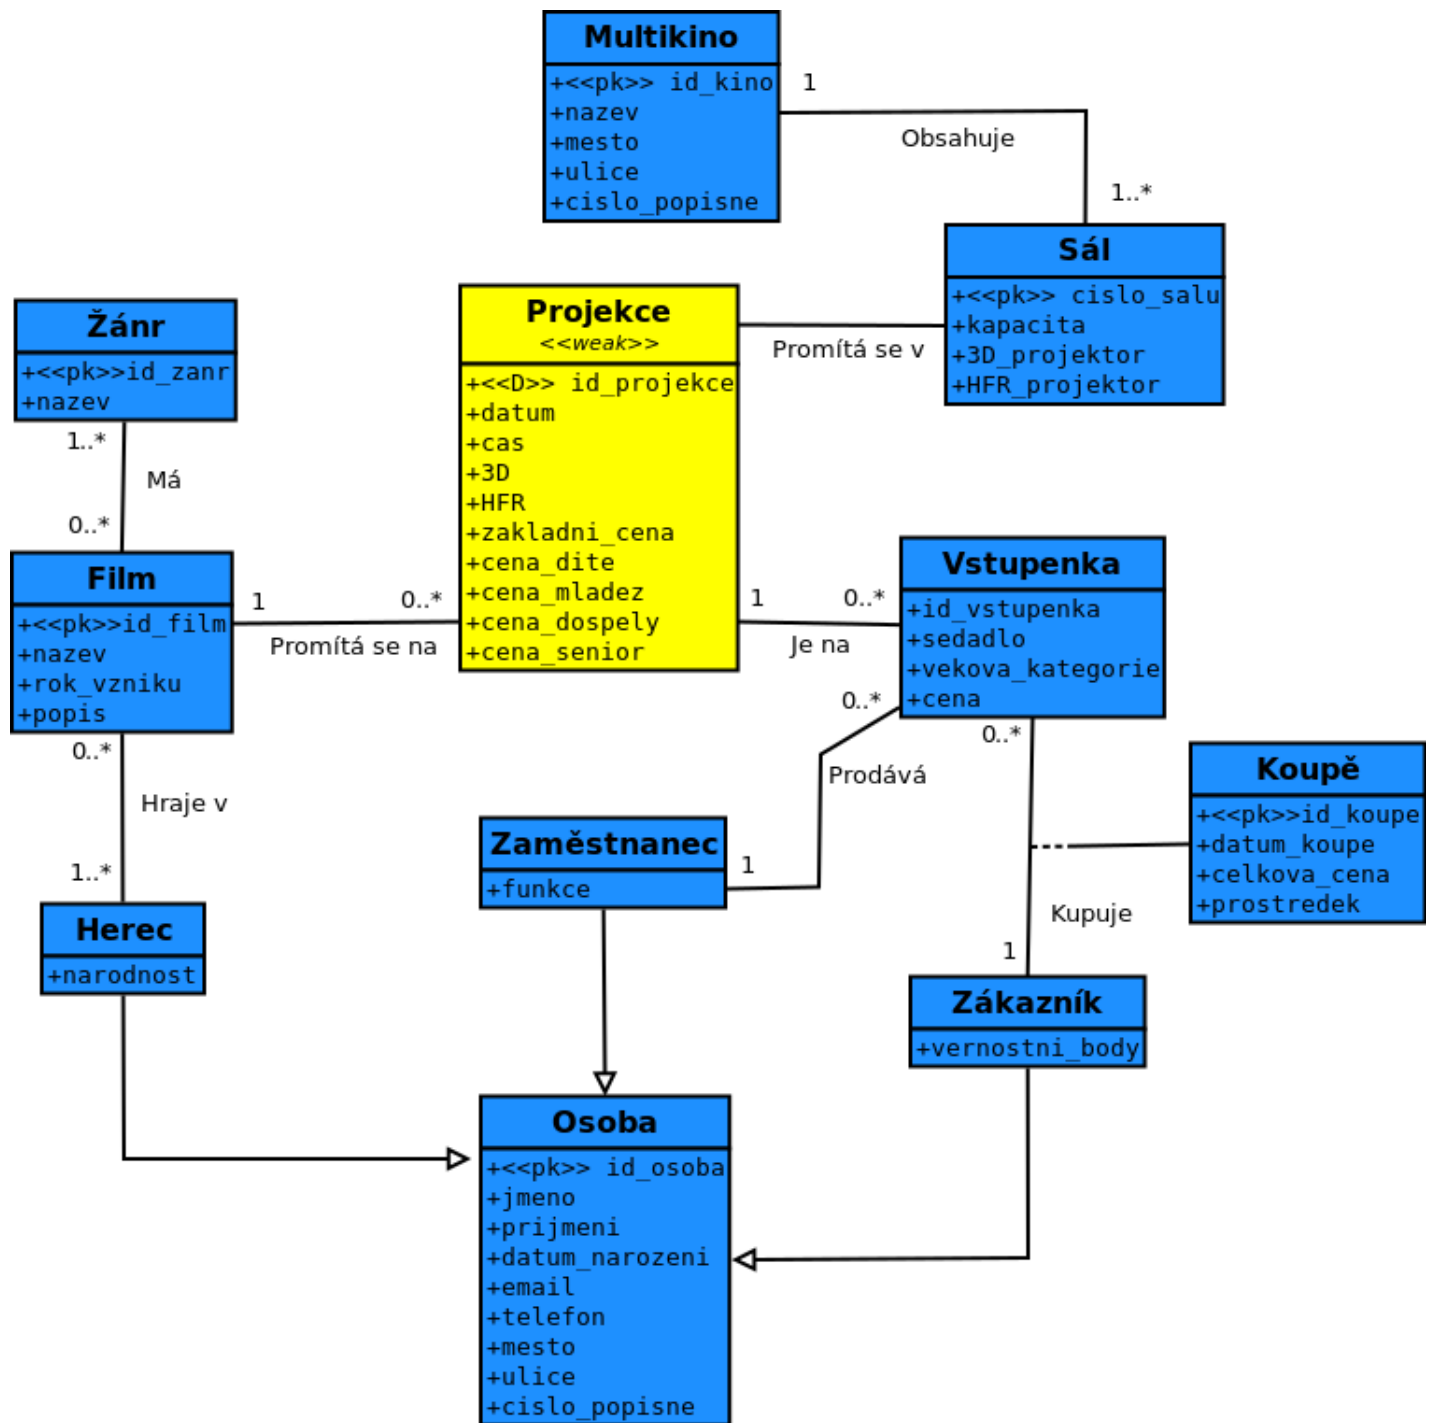 Multikino
+<<pk>> id_kino
+nazev
+mesto
+ulice
+cislo_popisne
1
Obsahuje
1..*
Sál
+<<pk>> cislo_salu
+kapacita
+3D_projektor
+HFR_projektor
Promítá se v
Projekce
<<weak>>
+<<D>> id_projekce
+datum
+cas
+3D
+HFR
+zakladni_cena
+cena_dite
+cena_mladez
+cena_dospely
+cena_senior
Žánr
+<<pk>>id_zanr
+nazev
1..*
Má
0..*
Film
+<<pk>>id_film
+nazev
+rok_vzniku
+popis
1
0..*
Promítá se na
1
0..*
Je na
Vstupenka
+id_vstupenka
+sedadlo
+vekova_kategorie
+cena
0..*
Prodává
1
0..*
Kupuje
1
Koupě
+<<pk>>id_koupe
+datum_koupe
+celkova_cena
+prostredek
0..*
Hraje v
1..*
Herec
+narodnost
Zaměstnanec
+funkce
Zákazník
+vernostni_body
Osoba
+<<pk>> id_osoba
+jmeno
+prijmeni
+datum_narozeni
+email
+telefon
+mesto
+ulice
+cislo_popisne